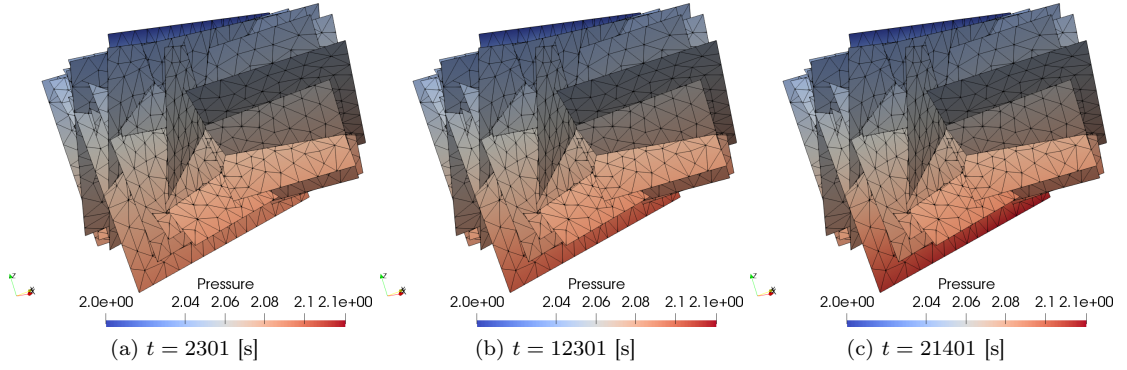 Z X Z X Z X
Pressure Pressure Pressure
2.0e+00 2.04 2.06 2.08 2.1 2.1e+00 2.0e+00 2.04 2.06 2.08 2.1 2.1e+00 2.0e+00 2.04 2.06 2.08 2.1 2.1e+00
(a) t = 2301 [s] (b) t = 12301 [s] (c) t = 21401 [s]